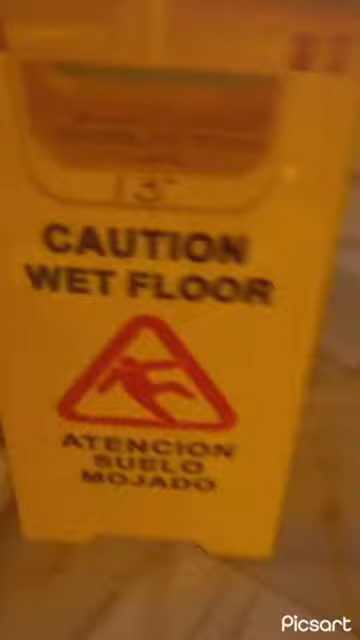 CAUTION
WET FLOOR
ATENCION
SUELO
MOJADO
Picsart